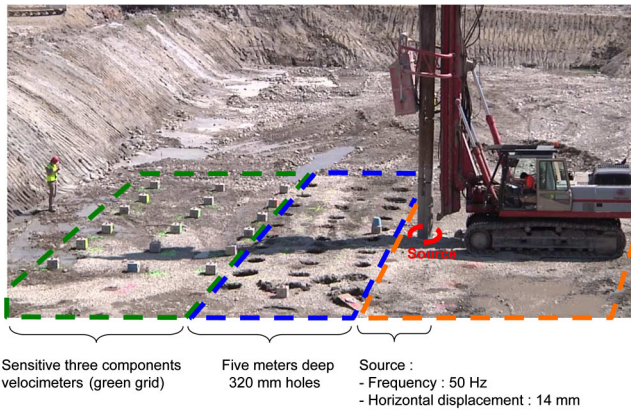 Source
Sensitive three components
velocimeters (green grid)
Five meters deep
320 mm holes
Source :
- Frequency : 50 Hz
- Horizontal displacement : 14 mm